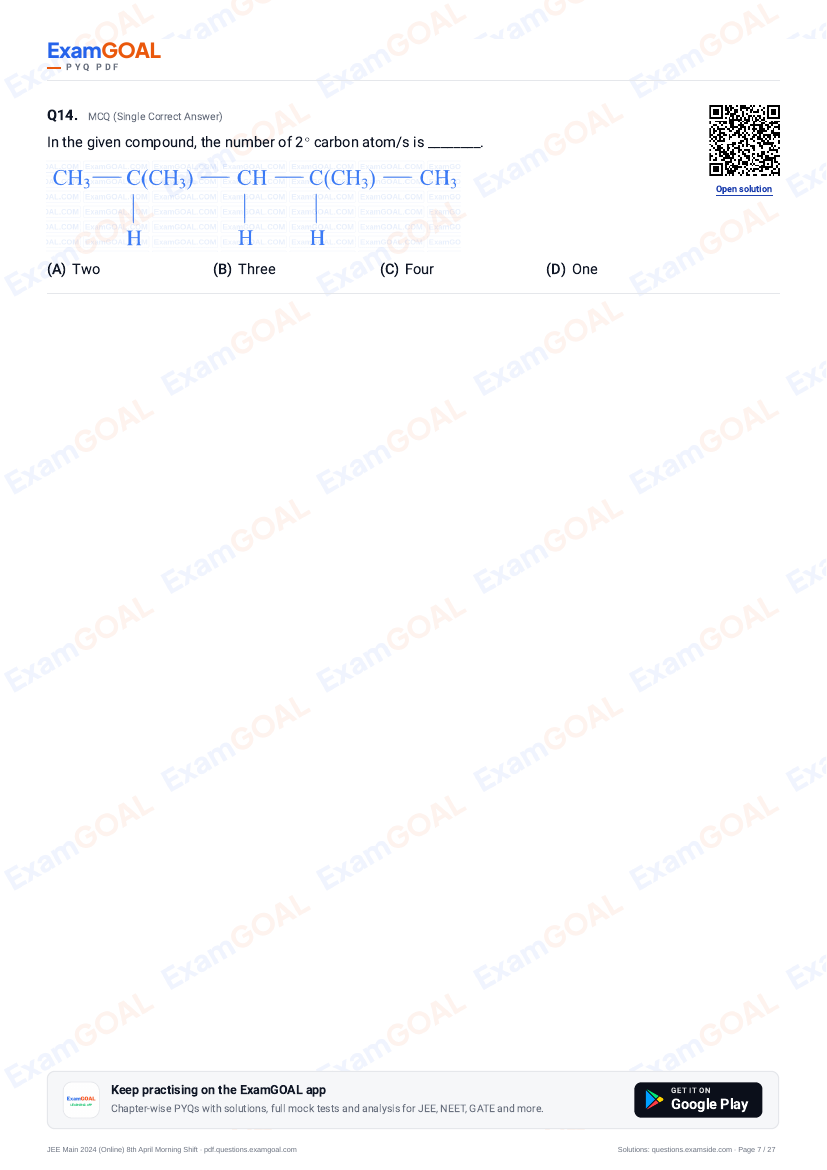 ExamGOAL
PYQ PDF
Q14. MCQ (Single Correct Answer)
In the given compound, the number of 2° carbon atom/s is ________.
Open solution
CH₃—C(CH₃)—CH—C(CH₃)—CH₃
H H H
(A) Two (B) Three (C) Four (D) One
Keep practising on the ExamGOAL app
Chapter-wise PYQs with solutions, full mock tests and analysis for JEE, NEET, GATE and more.
GET IT ON
Google Play
JEE Main 2024 (Online) 8th April Morning Shift · pdf.questions.examgoal.com Solutions: questions.examside.com · Page 7 / 27